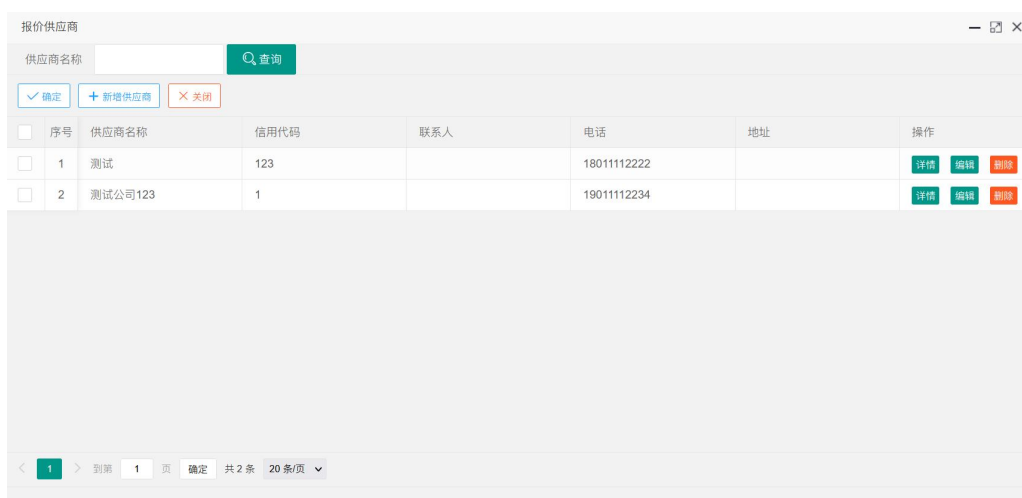 报价供应商
供应商名称 查询
确定 新增供应商 关闭
序号 供应商名称 信用代码 联系人 电话 地址 操作
1 测试 123 18011112222 详情 编辑 删除
2 测试公司123 1 19011112234 详情 编辑 删除
1 到第 1 页 确定 共 2 条 20 条/页